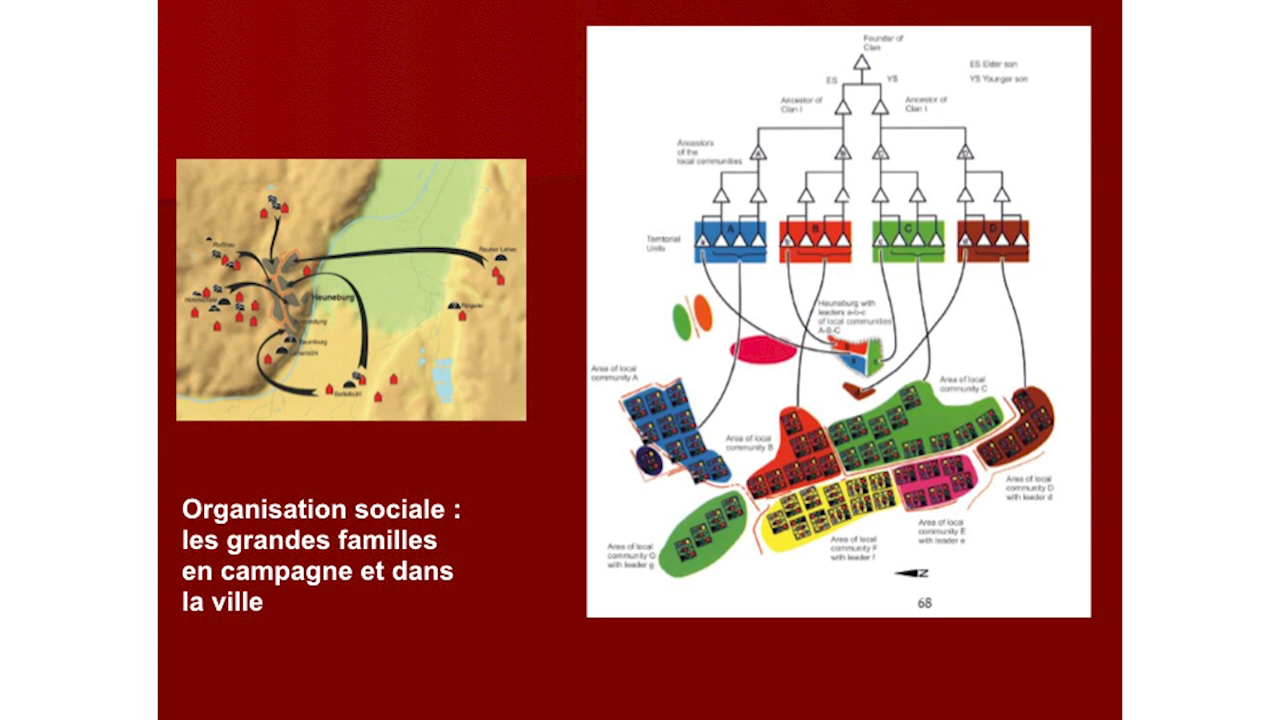 Heuneburg
Organisation sociale :
les grandes familles
en campagne et dans
la ville
Founder of
Clan
ES Elder son
YS Younger son
ES
YS
Ancestor of
Clan I
Ancestor of
Clan I
Ancestors
of the
local communities
Territorial
Units
A
B
C
D
Heuneburg with
leaders a-b-c
of local communities
A-B-C
Area of local
community A
Area of local
community C
Area of local
community B
Area of local
community D
with leader d
Area of local
community E
with leader e
Area of local
community F
with leader f
Area of local
community G
with leader g
N
68